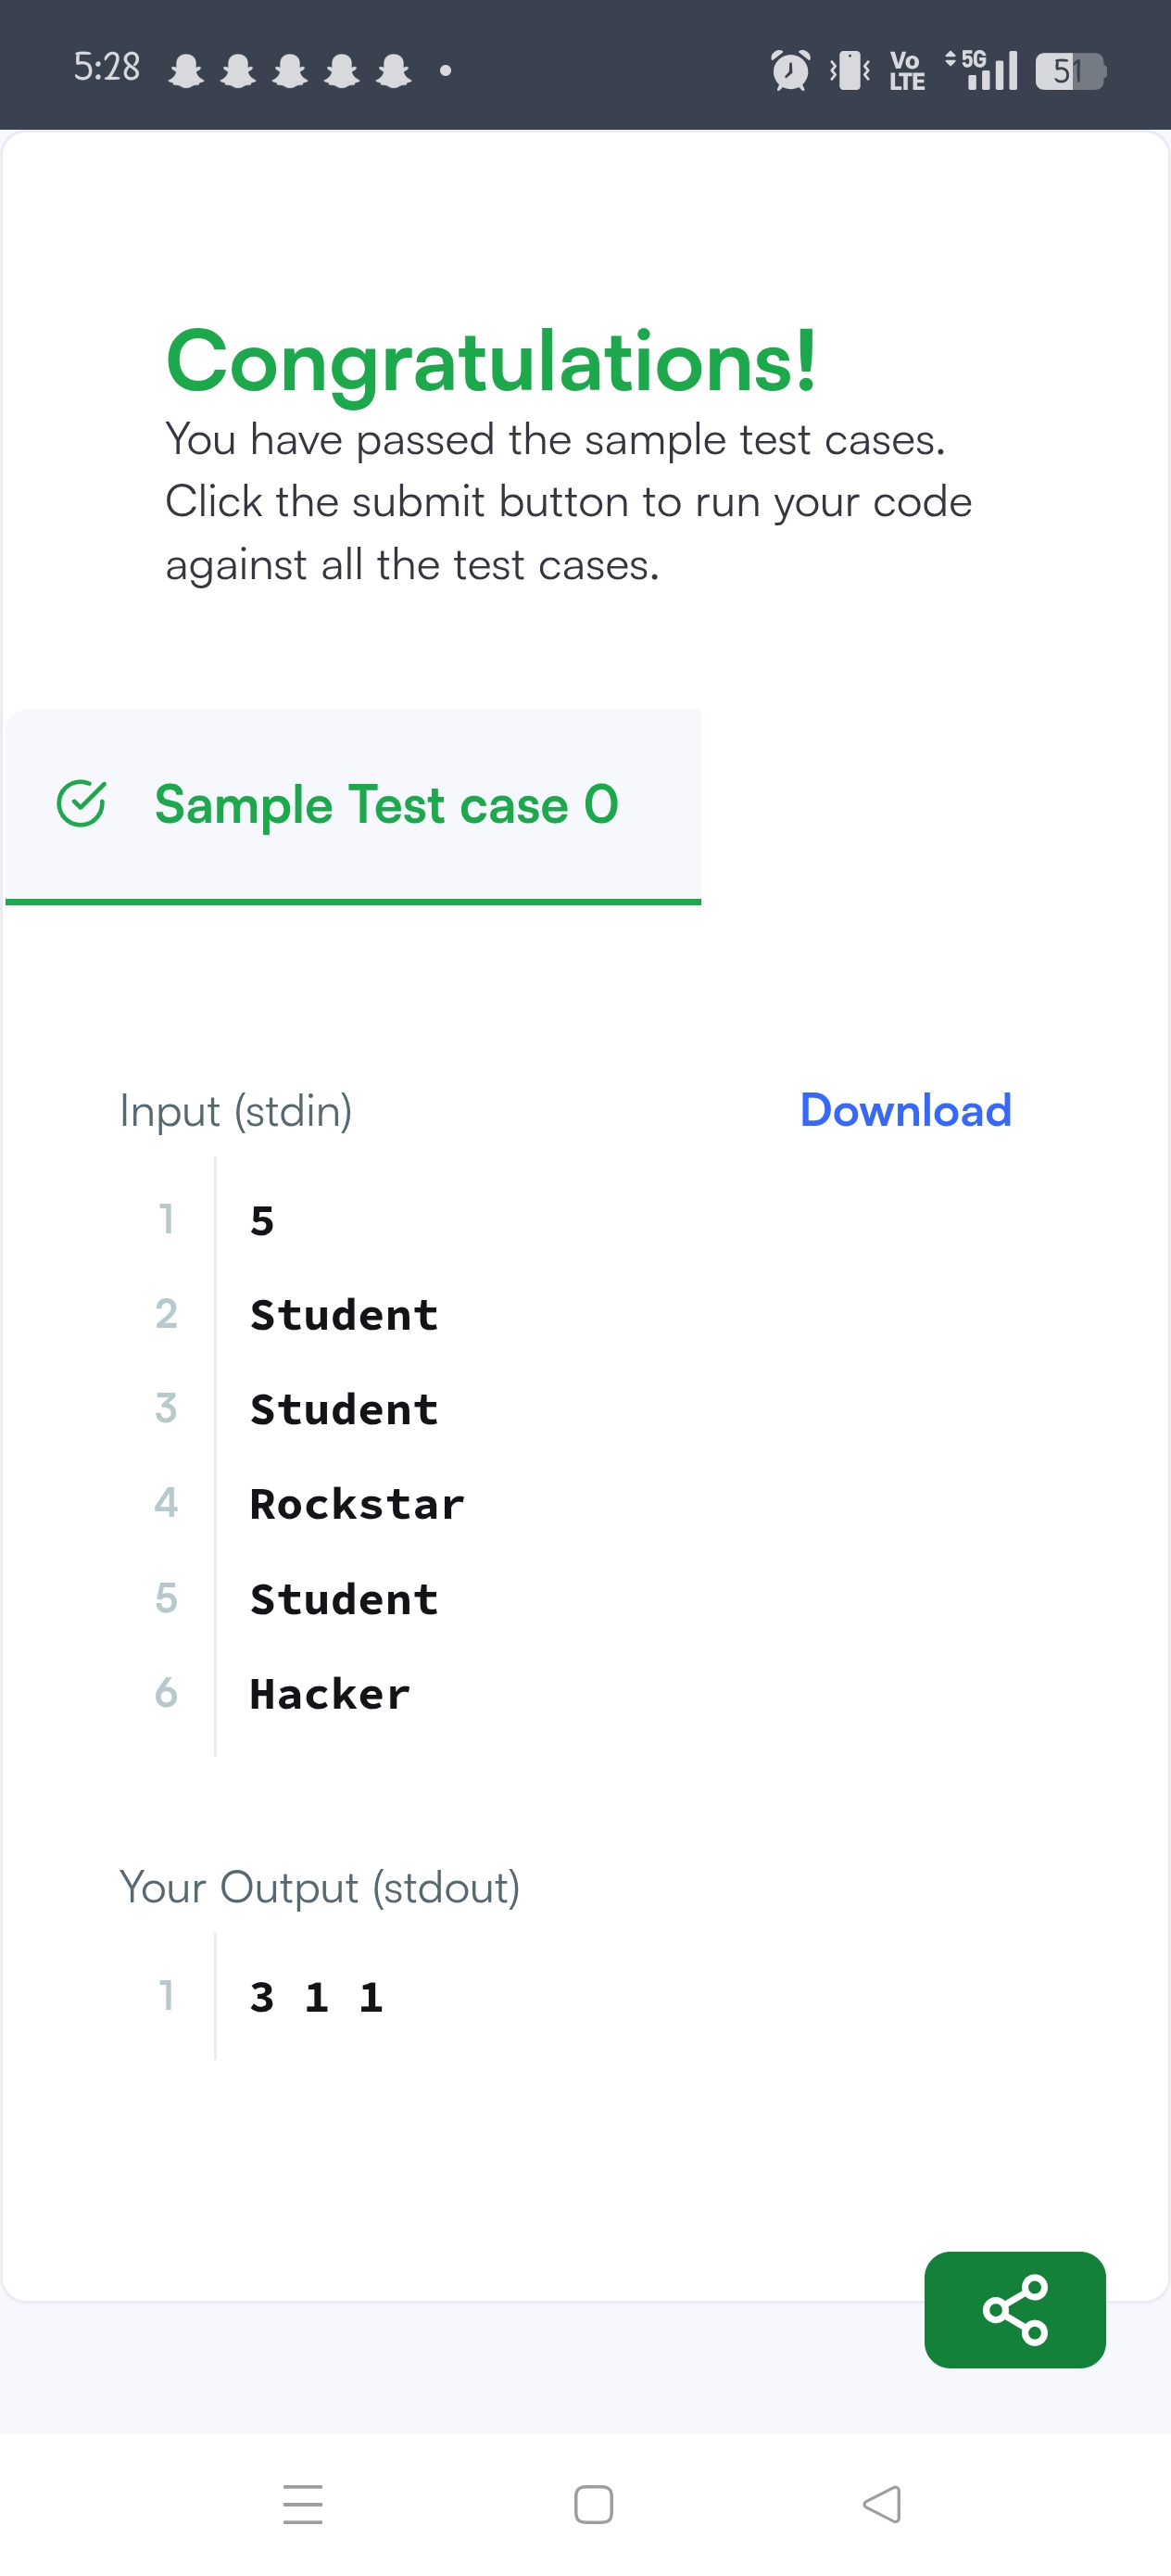 5:28 Vo LTE 5G 51
Congratulations!
You have passed the sample test cases.
Click the submit button to run your code
against all the test cases.
Sample Test case 0
Input (stdin) Download
1 5
2 Student
3 Student
4 Rockstar
5 Student
6 Hacker
Your Output (stdout)
1 3 1 1